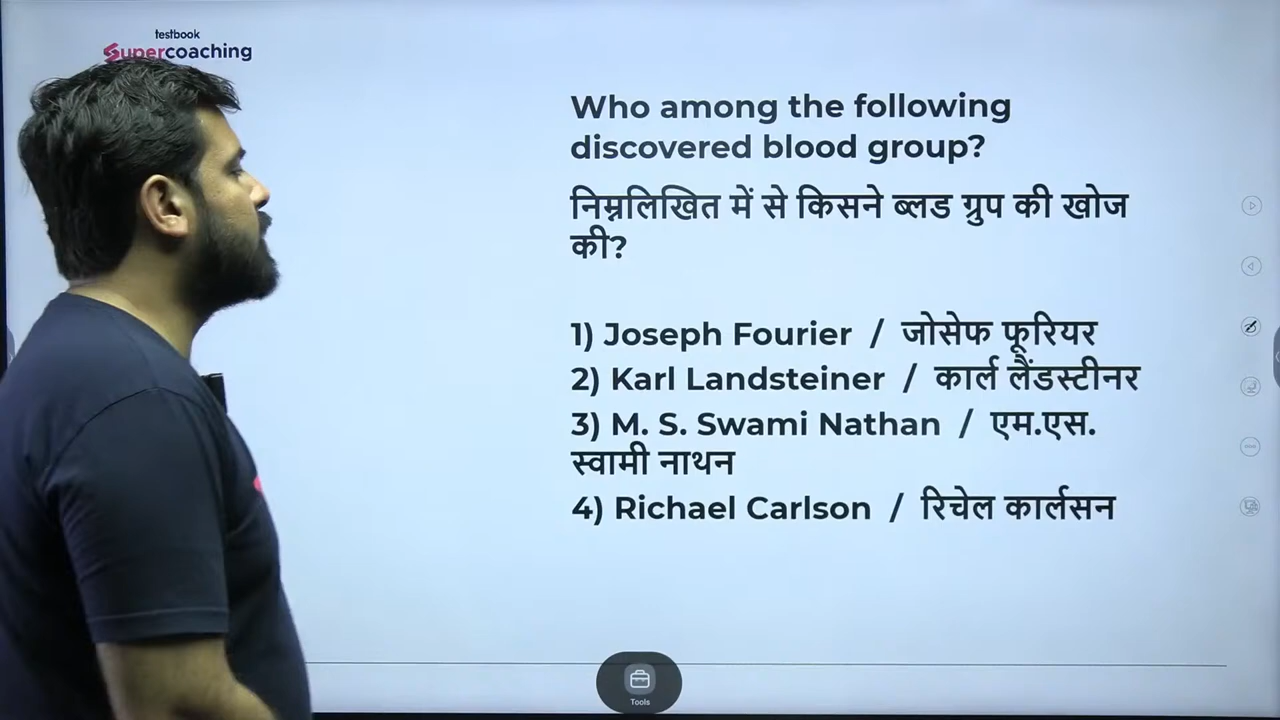 testbook
Supercoaching
Who among the following
discovered blood group?
निम्नलिखित में से किसने ब्लड ग्रुप की खोज
की?
1) Joseph Fourier / जोसेफ फूरियर
2) Karl Landsteiner / कार्ल लैंडस्टीनर
3) M. S. Swami Nathan / एम.एस.
स्वामी नाथन
4) Richael Carlson / रिचेल कार्लसन
Tools